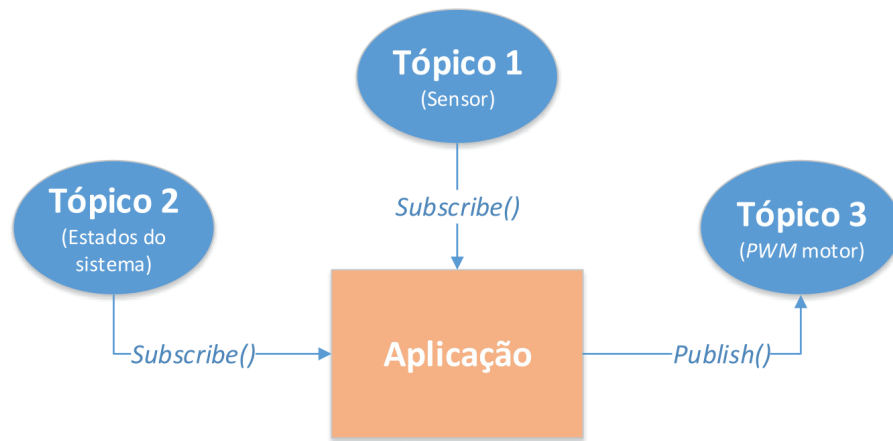 Tópico 1
(Sensor)
Subscribe()
Tópico 2
(Estados do
sistema)
Subscribe()
Aplicação
Publish()
Tópico 3
(PWM motor)